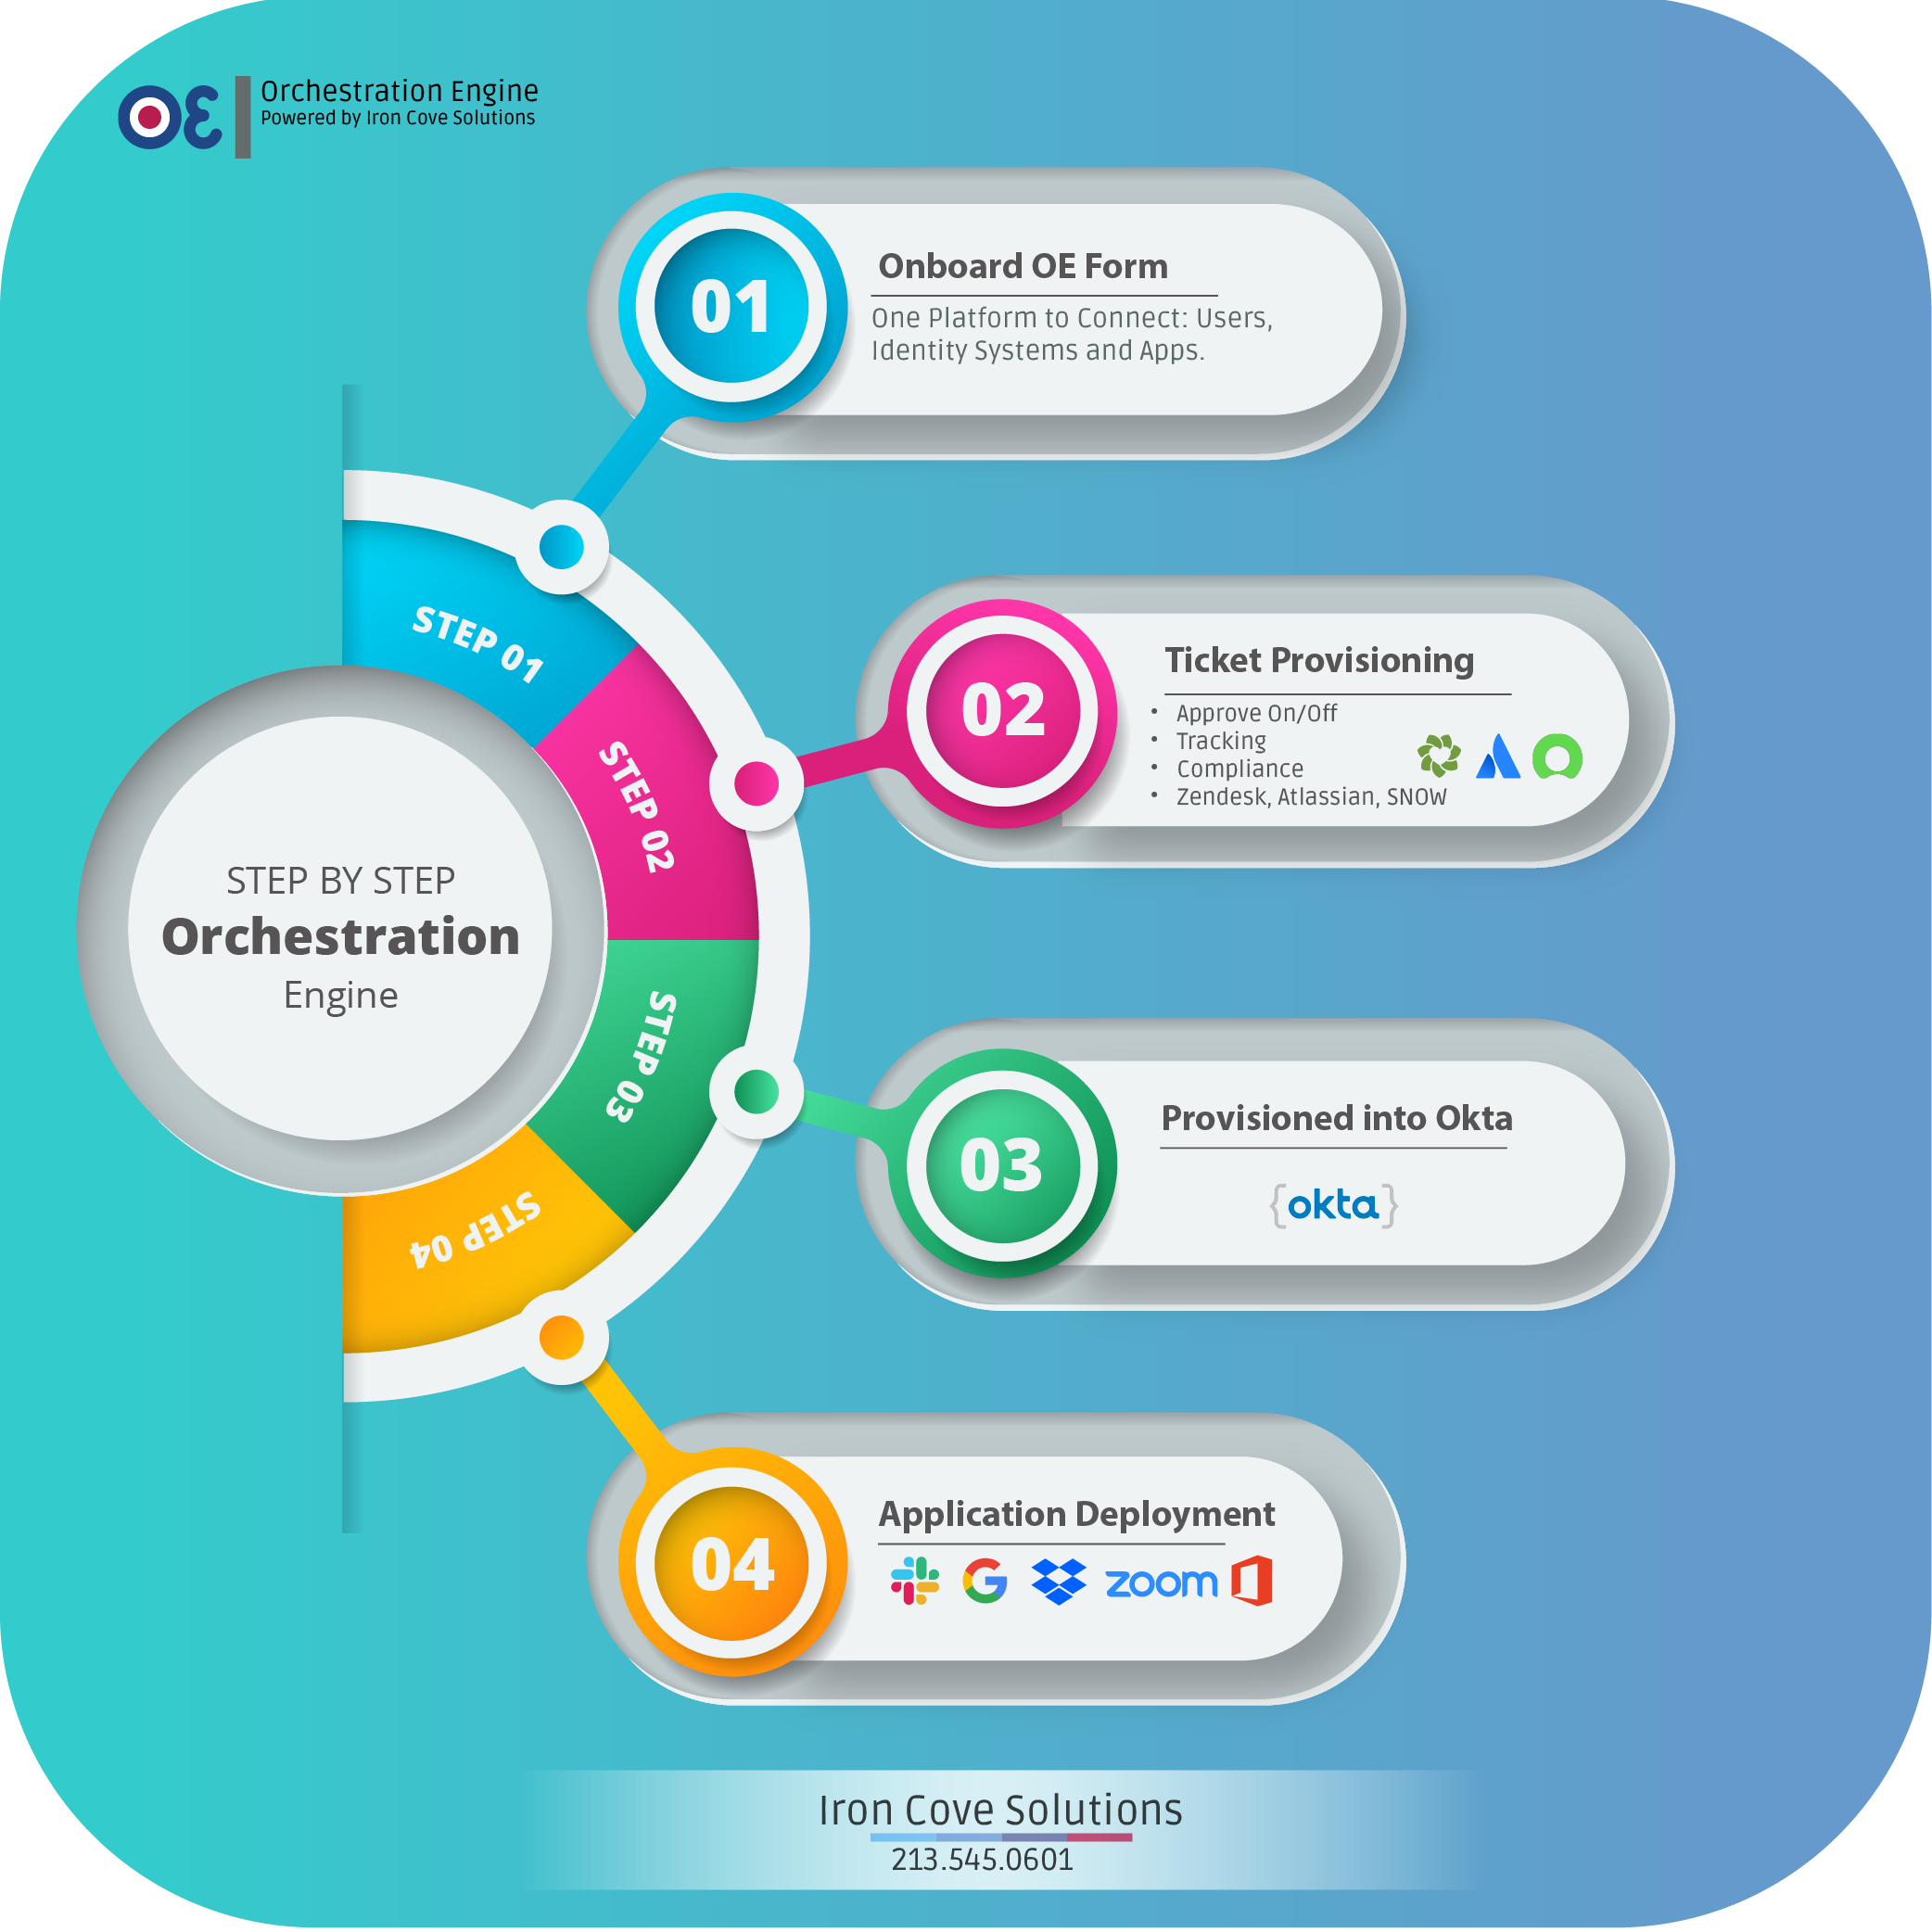 OE
Orchestration Engine
Powered by Iron Cove Solutions
01
Onboard OE Form
One Platform to Connect: Users,
Identity Systems and Apps.
STEP 01
STEP 02
STEP 03
STEP 04
STEP BY STEP
Orchestration
Engine
02
Ticket Provisioning
• Approve On/Off
• Tracking
• Compliance
• Zendesk, Atlassian, SNOW
03
Provisioned into Okta
{okta}
04
Application Deployment
G
zoom
Iron Cove Solutions
213.545.0601